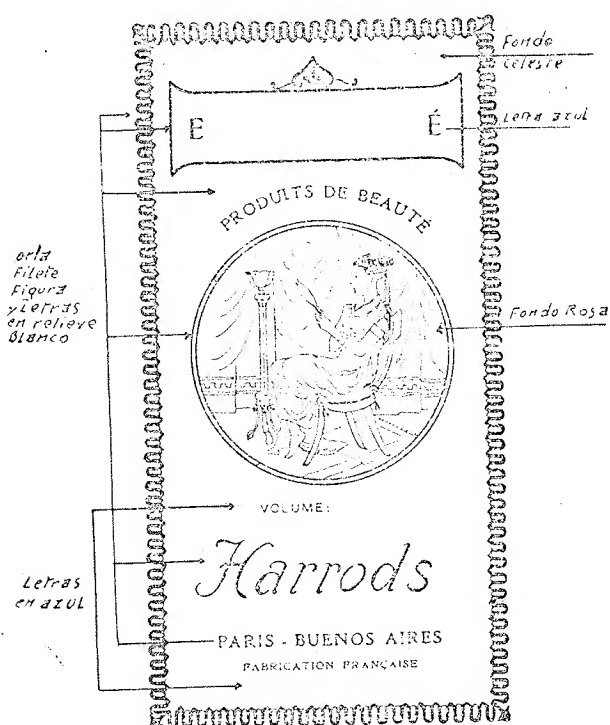 Fondo
celeste
E É
Letra azul
PRODUITS DE BEAUTÉ
orla
Filete
Figura
y Letras
en relieve
Blanco
Fondo Rosa
VOLUME:
Harrods
Letras
en azul
PARIS - BUENOS AIRES
FABRICATION FRANÇAISE